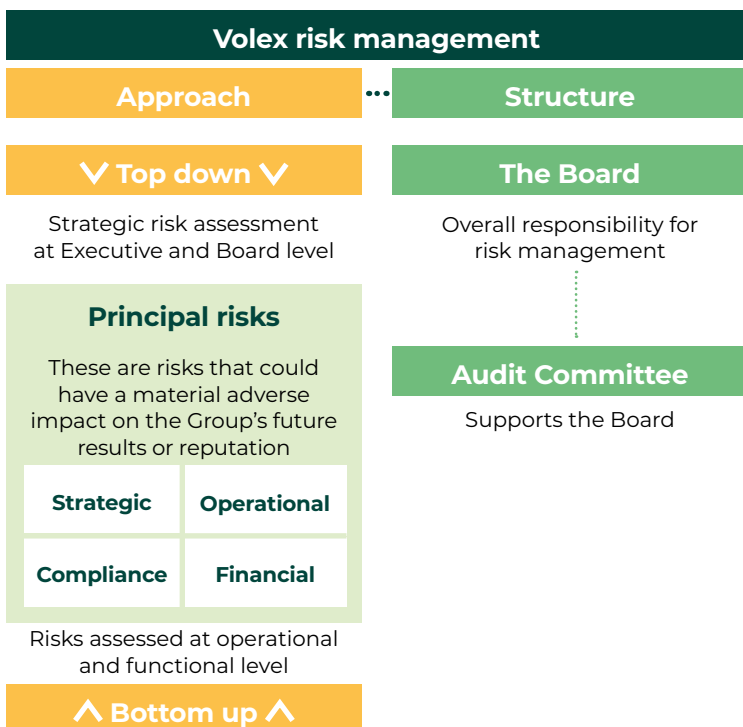 Volex risk management
Approach
Structure
Top down
Strategic risk assessment
at Executive and Board level
Principal risks
These are risks that could
have a material adverse
impact on the Group's future
results or reputation
Strategic
Operational
Compliance
Financial
Risks assessed at operational
and functional level
Bottom up
The Board
Overall responsibility for
risk management
Audit Committee
Supports the Board